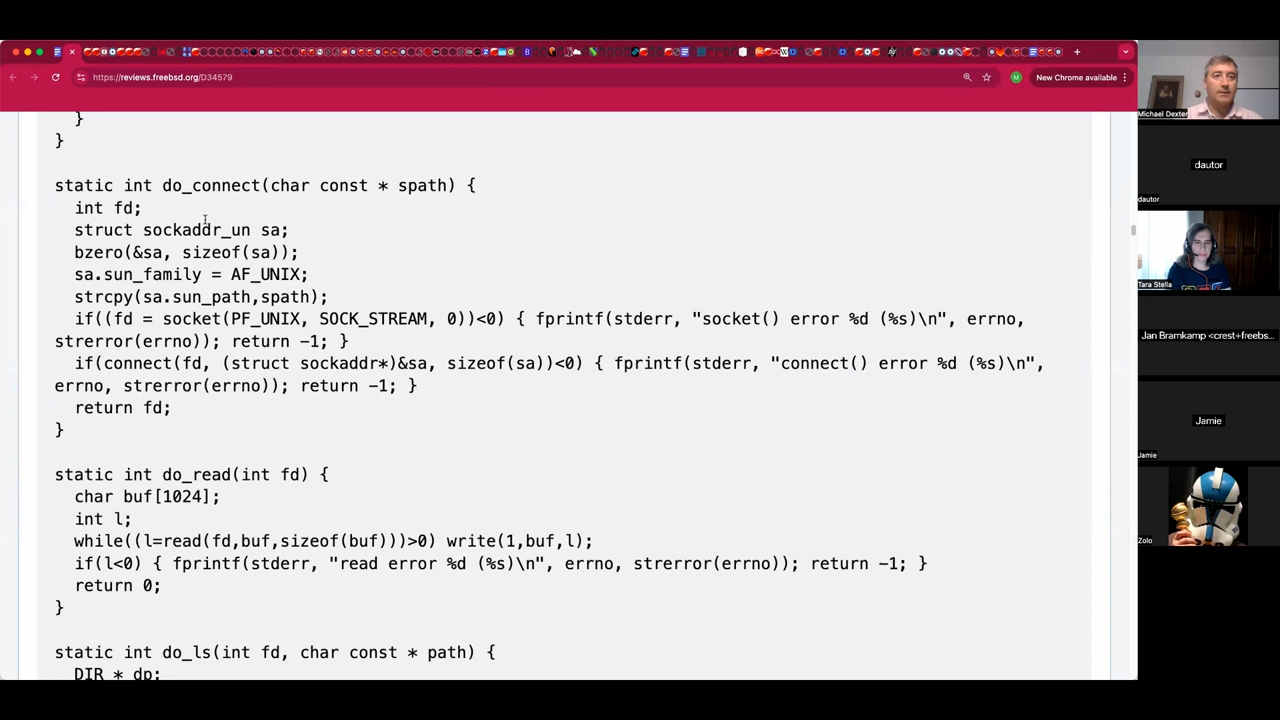 https://reviews.freebsd.org/D34579
New Chrome available
}
}
static int do_connect(char const * spath) {
int fd;
struct sockaddr_un sa;
bzero(&sa, sizeof(sa));
sa.sun_family = AF_UNIX;
strcpy(sa.sun_path,spath);
if((fd = socket(PF_UNIX, SOCK_STREAM, 0))<0) { fprintf(stderr, "socket() error %d (%s)\n", errno,
strerror(errno)); return -1; }
if(connect(fd, (struct sockaddr*)&sa, sizeof(sa))<0) { fprintf(stderr, "connect() error %d (%s)\n",
errno, strerror(errno)); return -1; }
return fd;
}
static int do_read(int fd) {
char buf[1024];
int l;
while((l=read(fd,buf,sizeof(buf)))>0) write(1,buf,l);
if(l<0) { fprintf(stderr, "read error %d (%s)\n", errno, strerror(errno)); return -1; }
return 0;
}
static int do_ls(int fd, char const * path) {
DIR * dp;
Michael Dexter
dautor
dautor
Tara Stella
Jan Bramkamp <crest+freebs...
Jamie
Jamie
Zolo